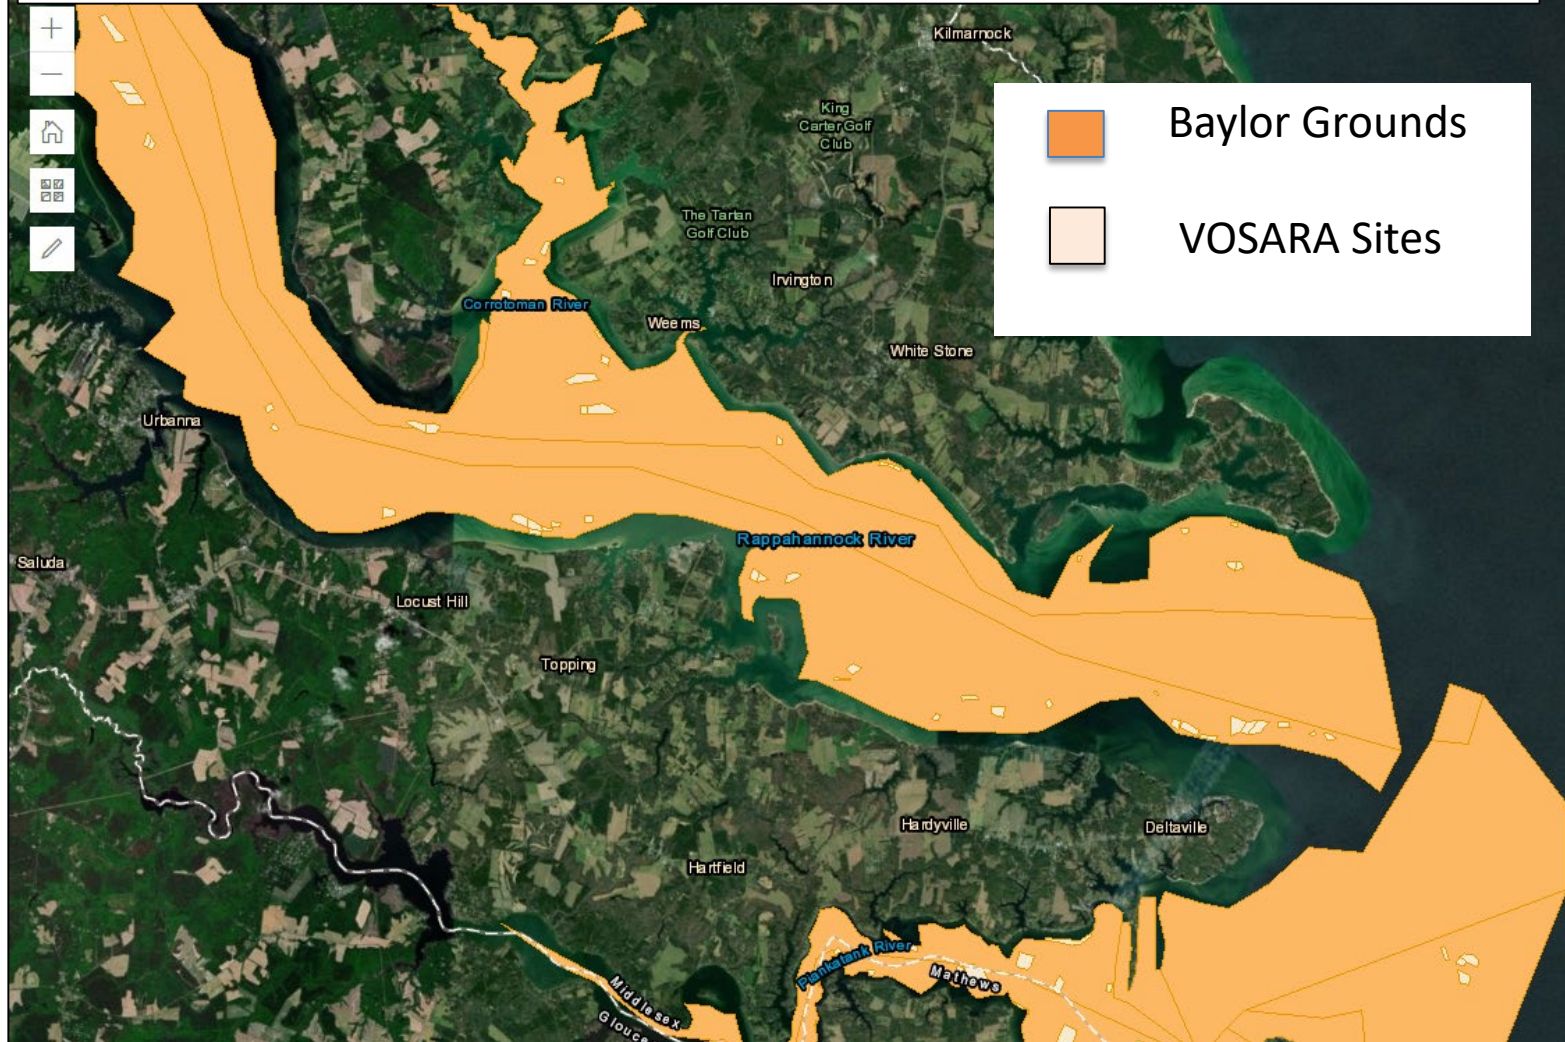 Kilmarnock
Baylor Grounds
King
Carter Golf
Club
VOSARA Sites
The Tartan
Golf Club
Irvington
Corrotoman River
Weems
White Stone
Urbanna
Rappahannock River
Saluda
Locust Hill
Topping
Hardyville
Deltaville
Hartfield
Piankatank River
Mathews
Middlesex
Glouce